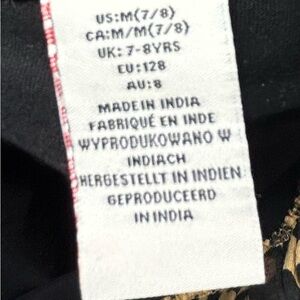 US:M(7/8)
CA:M/M(7/8)
UK: 7-8YRS
EU:128
AU:8
MADE IN INDIA
FABRIQUÉ EN INDE
WYPRODUKOWANO W
INDIACH
HERGESTELLT IN INDIEN
GEPRODUCEERD
IN INDIA